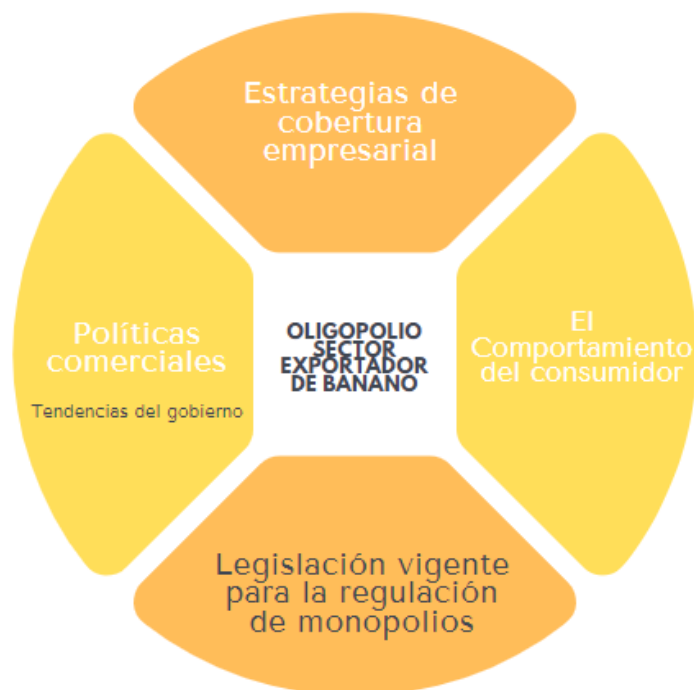 Estrategias de
cobertura
empresarial
Políticas
comerciales
Tendencias del gobierno
OLIGOPOLIO
SECTOR
EXPORTADOR
DE BANANO
El
Comportamiento
del consumidor
Legislación vigente
para la regulación
de monopolios